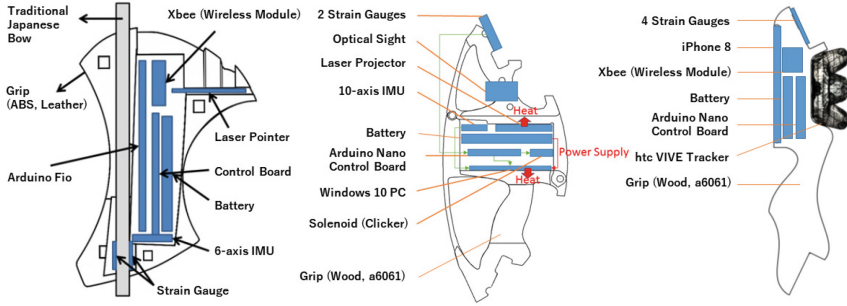 Traditional
Japanese
Bow
Xbee (Wireless Module)
Grip
(ABS, Leather)
Laser Pointer
Arduino Fio
Control Board
Battery
6-axis IMU
Strain Gauge
2 Strain Gauges
Optical Sight
Laser Projector
10-axis IMU
Heat
Battery
Arduino Nano
Control Board
Power Supply
Windows 10 PC
Heat
Solenoid (Clicker)
Grip (Wood, a6061)
4 Strain Gauges
iPhone 8
Xbee (Wireless Module)
Battery
Arduino Nano
Control Board
htc VIVE Tracker
Grip (Wood, a6061)